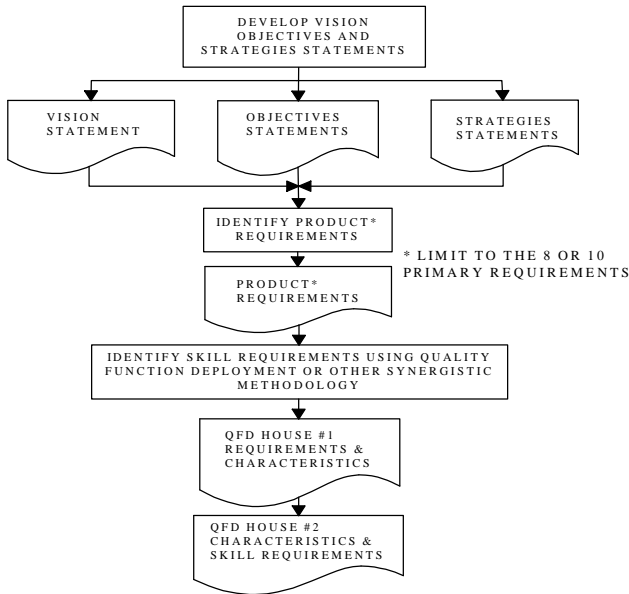 DEVELOP VISION
OBJECTIVES AND
STRATEGIES STATEMENTS
VISION
STATEMENT
OBJECTIVES
STATEMENTS
STRATEGIES
STATEMENTS
IDENTIFY PRODUCT*
REQUIREMENTS
* LIMIT TO THE 8 OR 10
PRIMARY REQUIREMENTS
PRODUCT*
REQUIREMENTS
IDENTIFY SKILL REQUIREMENTS USING QUALITY
FUNCTION DEPLOYMENT OR OTHER SYNERGISTIC
METHODOLOGY
QFD HOUSE #1
REQUIREMENTS &
CHARACTERISTICS
QFD HOUSE #2
CHARACTERISTICS &
SKILL REQUIREMENTS